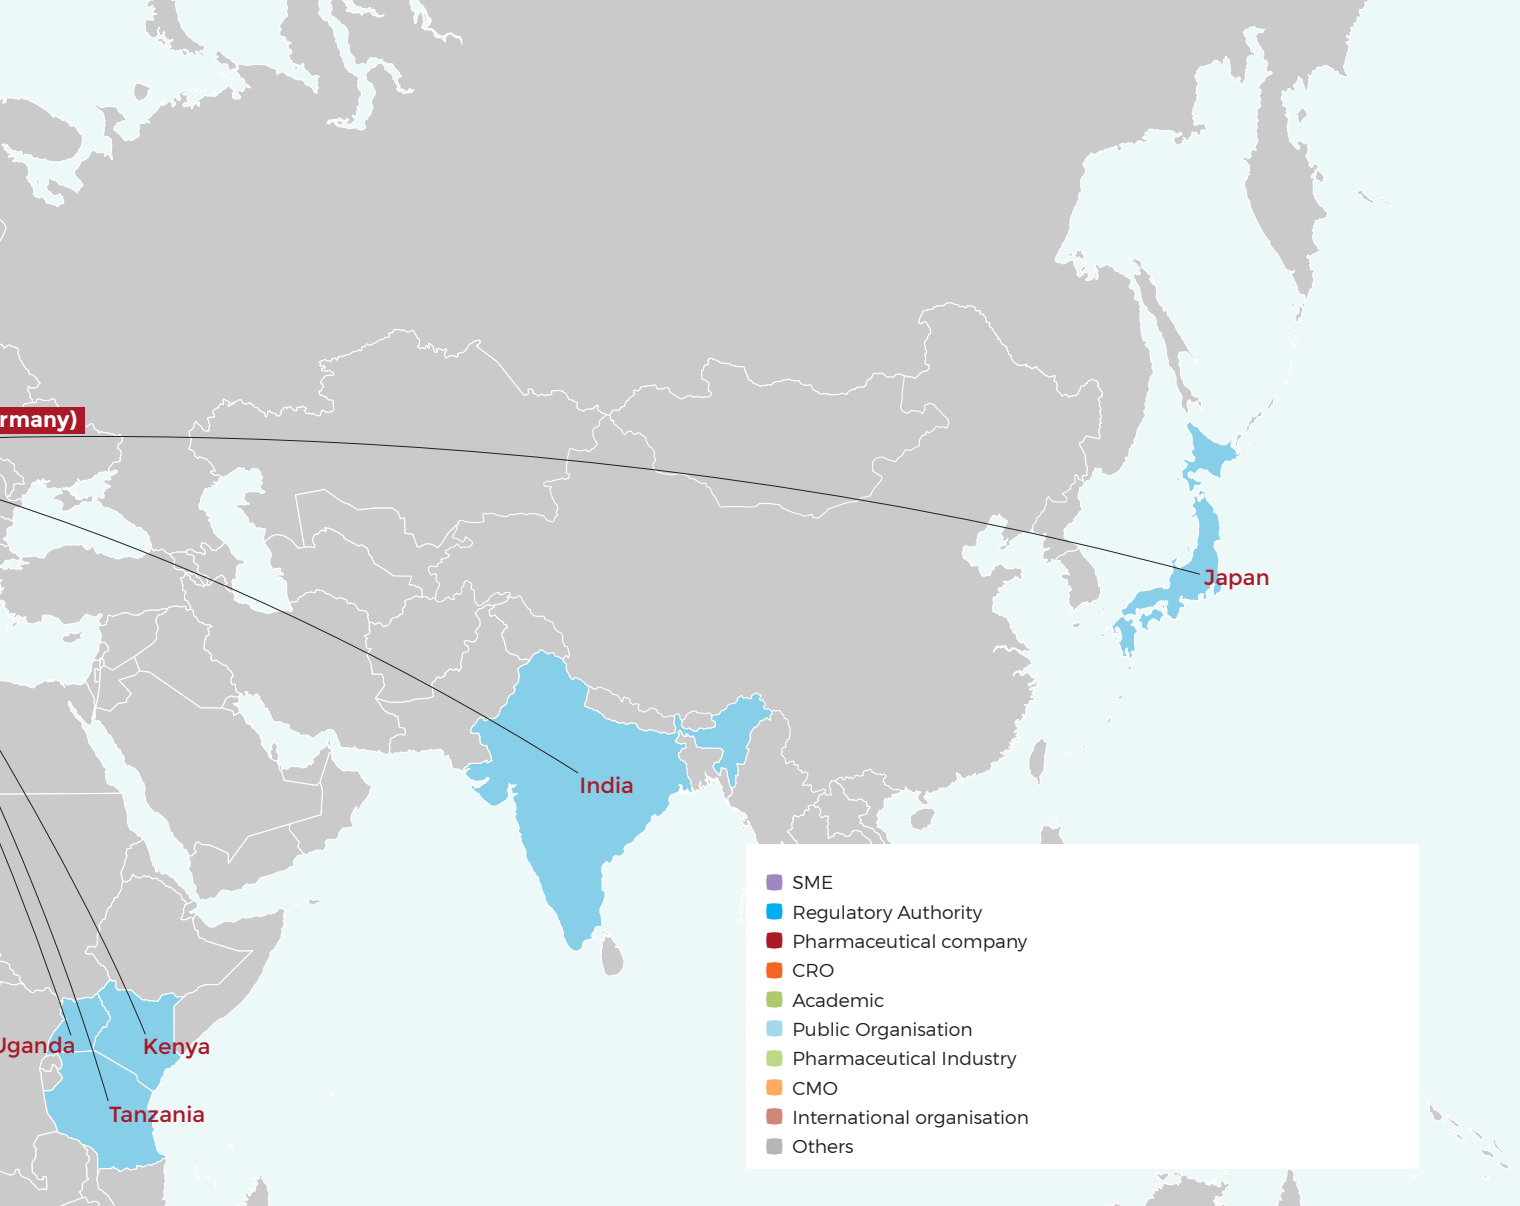 rmany)
Japan
India
Uganda
Kenya
Tanzania
SME
Regulatory Authority
Pharmaceutical company
CRO
Academic
Public Organisation
Pharmaceutical Industry
CMO
International organisation
Others